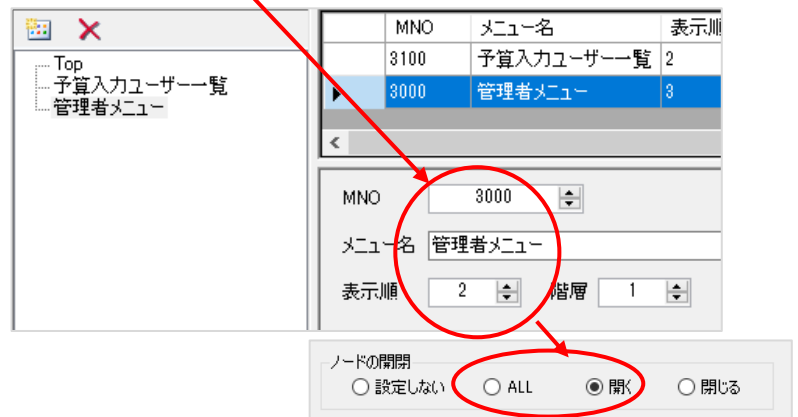 Top
予算入力ユーザー一覧
管理者メニュー
MNO メニュー名 表示順
3100 予算入力ユーザー一覧 2
3000 管理者メニュー 3
MNO 3000
メニュー名 管理者メニュー
表示順 2 階層 1
ノードの開閉
設定しない ALL 開く 閉じる